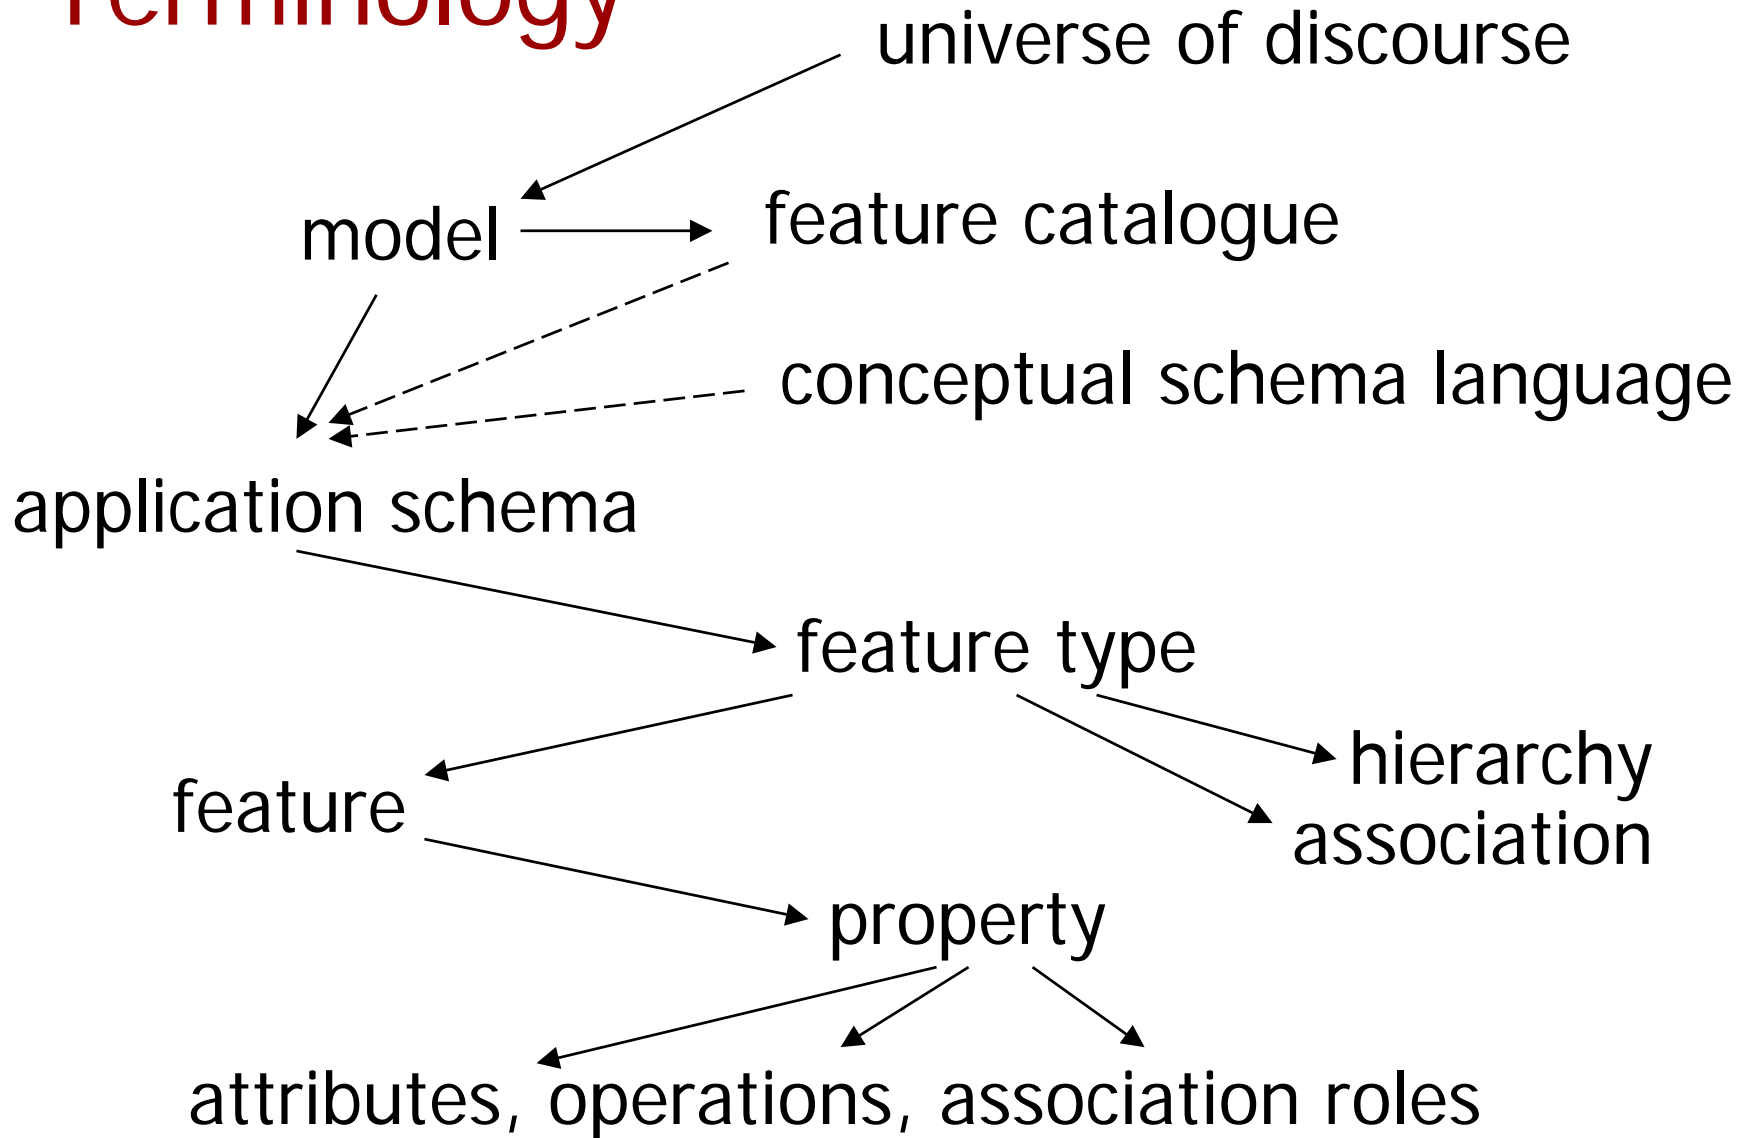 Terminology
universe of discourse
model
feature catalogue
conceptual schema language
application schema
feature type
hierarchy
feature
association
property
attributes, operations, association roles